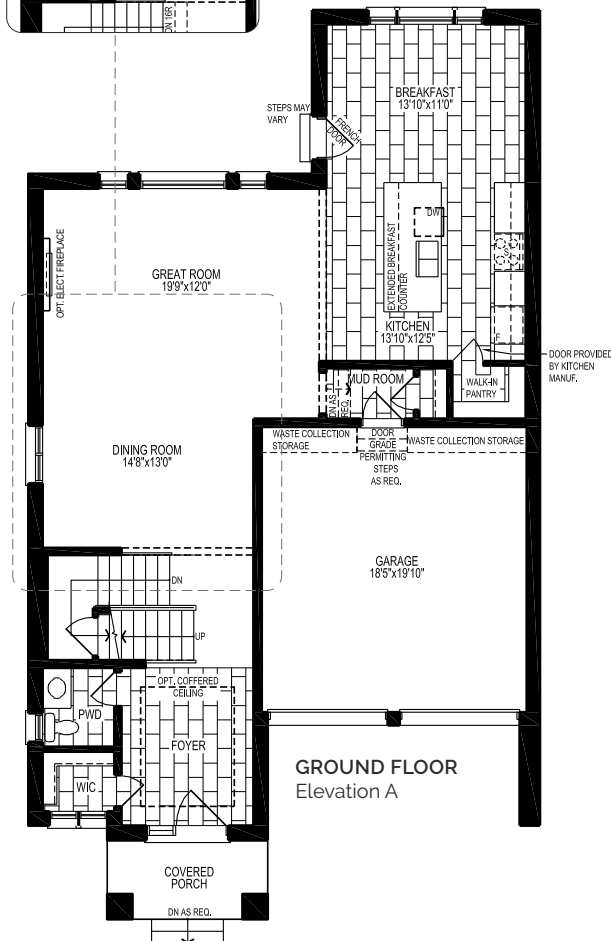 DN 16R
BREAKFAST
13'10"x11'0"
STEPS MAY
VARY
FRENCH
DOOR
OPT. ELECT. FIREPLACE
GREAT ROOM
19'9"x12'0"
DW
EXTENDED BREAKFAST
COUNTER
KITCHEN
13'10"x12'5"
F
DOOR PROVIDED
BY KITCHEN
MANUF.
MUD ROOM
WALK-IN
PANTRY
DN AS
REQ.
WASTE COLLECTION
STORAGE
DOOR
GRADE
PERMITTING
STEPS
AS REQ.
WASTE COLLECTION STORAGE
DINING ROOM
14'8"x13'0"
GARAGE
18'5"x19'10"
DN
UP
OPT. COFFERED
CEILING
PWD
FOYER
WIC
GROUND FLOOR
Elevation A
COVERED
PORCH
DN AS REQ.